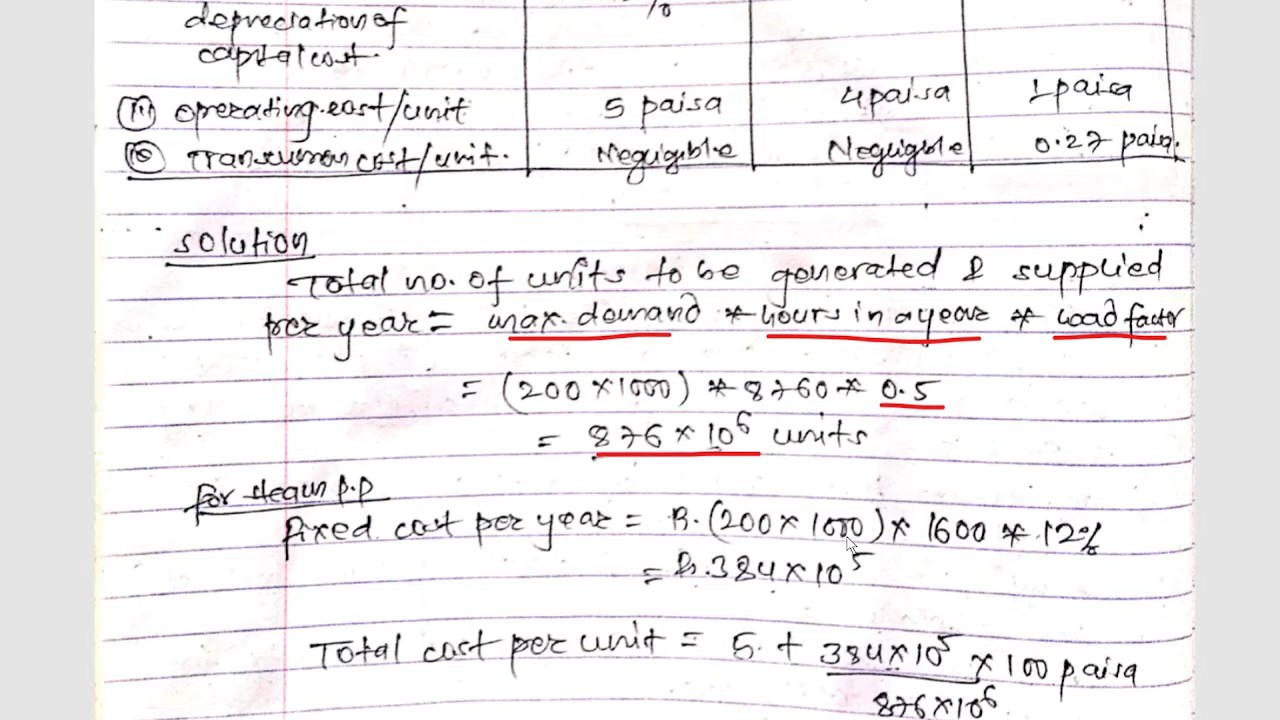 depreciation of %
capital cost.
(iv) operating cost/unit 5 paisa 4 paisa 1 paisa
Negligible Negligible 0.27 paisa.
cost/unit.
solution
Total no. of units to be generated & supplied
per year = max. demand * hours in a year * Load factor
= (200×1000) * 8760 * 0.5
= 876 × 10⁶ units
for steam p.p
fixed cost per year = Rs. (200 × 1000) × 1600 * 12%
= Rs. 384 × 10⁵
Total cost per unit = 5 + 384×10⁵ × 100 paisa
876×10⁶